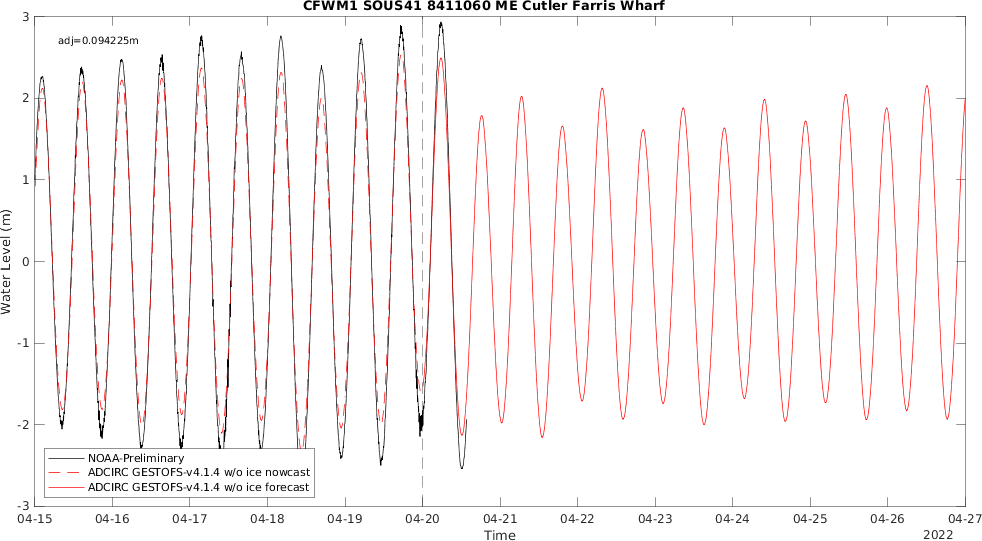 CFWM1 SOUS41 8411060 ME Cutler Farris Wharf
adj=0.094225m
3
2
1
0
-1
-2
-3
Water Level (m)
NOAA-Preliminary
ADCIRC GESTOFS-v4.1.4 w/o ice nowcast
ADCIRC GESTOFS-v4.1.4 w/o ice forecast
04-15 04-16 04-17 04-18 04-19 04-20 04-21 04-22 04-23 04-24 04-25 04-26 04-27
Time
2022